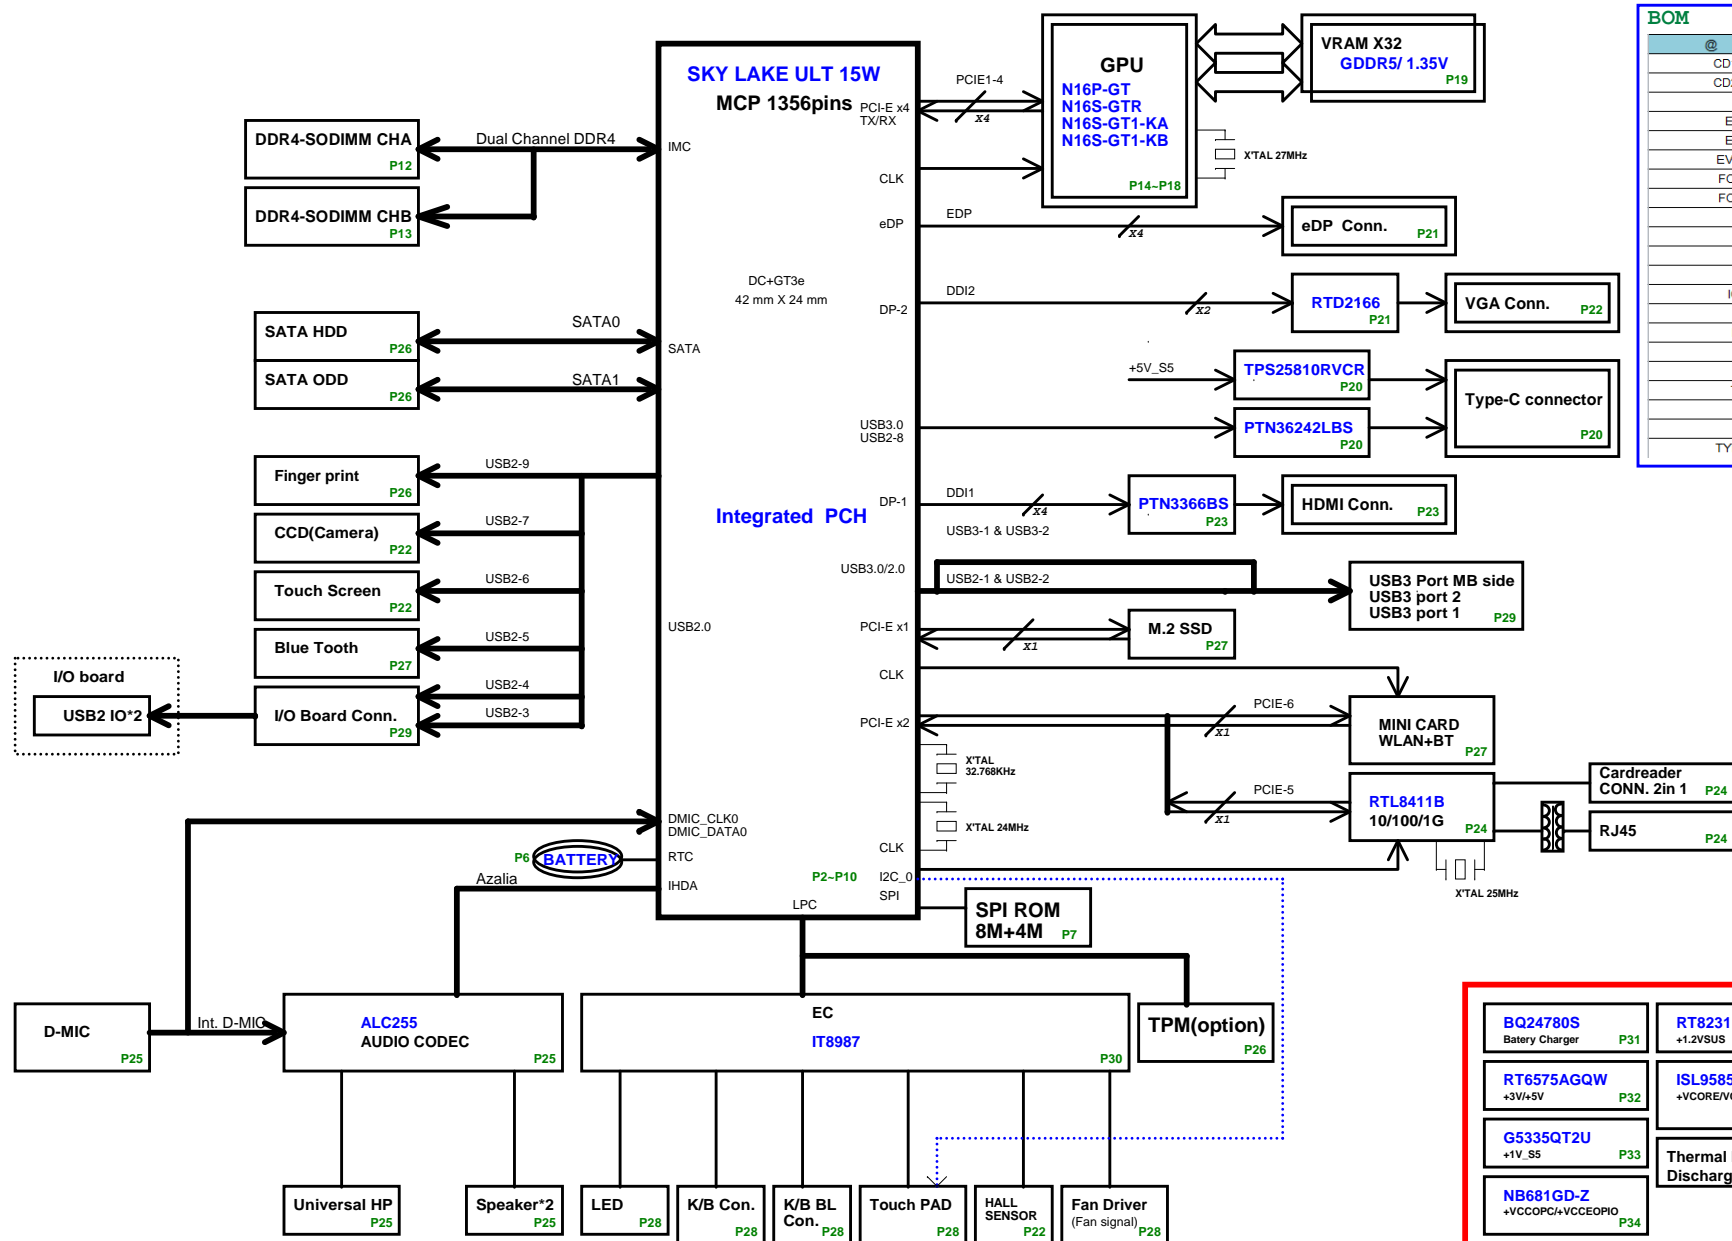 BOM
@
SKY LAKE ULT 15W
MCP 1356pins
DC+GT3e
42 mm X 24 mm
Integrated PCH
P2~P10
IMC
SATA
USB2.0
DMIC_CLK0
DMIC_DATA0
RTC
IHDA
LPC
PCI-E x4
TX/RX
CLK
eDP
DP-2
USB3.0
USB2-8
DP-1
USB3.0/2.0
PCI-E x1
CLK
PCI-E x2
CLK
I2C_0
SPI
DDR4-SODIMM CHA
P12
Dual Channel DDR4
DDR4-SODIMM CHB
P13
SATA HDD
P26
SATA0
SATA ODD
P26
SATA1
Finger print
P26
USB2-9
CCD(Camera)
P22
USB2-7
Touch Screen
P22
USB2-6
Blue Tooth
P27
USB2-5
I/O board
USB2 IO*2
I/O Board Conn.
P29
USB2-4
USB2-3
P6
BATTERY
Azalia
D-MIC
P25
Int. D-MIC
ALC255
AUDIO CODEC
P25
Universal HP
P25
Speaker*2
P25
EC
IT8987
P30
LED
P28
K/B Con.
P28
K/B BL
Con.
P28
Touch PAD
P28
HALL
SENSOR
P22
Fan Driver
(Fan signal)
P28
TPM(option)
P26
SPI ROM
8M+4M
P7
PCIE1-4
X4
GPU
N16P-GT
N16S-GTR
N16S-GT1-KA
N16S-GT1-KB
P14~P18
VRAM X32
GDDR5/ 1.35V
P19
X'TAL 27MHz
EDP
X4
eDP Conn.
P21
DDI2
X2
RTD2166
P21
VGA Conn.
P22
+5V_S5
TPS25810RVCR
P20
PTN36242LBS
P20
Type-C connector
P20
DDI1
X4
PTN3366BS
P23
HDMI Conn.
P23
USB3-1 & USB3-2
USB2-1 & USB2-2
USB3 Port MB side
USB3 port 2
USB3 port 1
P29
X1
M.2 SSD
P27
PCIE-6
X1
MINI CARD
WLAN+BT
P27
X'TAL
32.768KHz
X'TAL 24MHz
PCIE-5
X1
RTL8411B
10/100/1G
P24
X'TAL 25MHz
Cardreader
CONN. 2in 1
P24
RJ45
P24
BQ24780S
Batery Charger
P31
RT8231
+1.2VSUS
RT6575AGQW
+3V/+5V
P32
ISL9585
G5335QT2U
+1V_S5
P33
Thermal
NB681GD-Z
+VCCOPC/+VCCEOPIO
P34